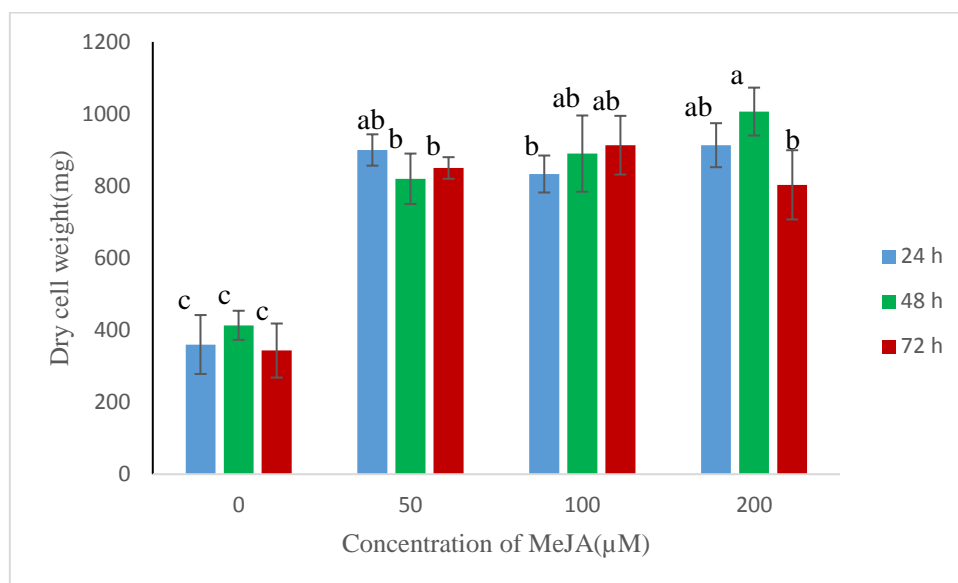 1200
1000
800
600
400
200
0
Dry cell weight(mg)
c c c
ab b b
b ab ab
ab a b
0 50 100 200
Concentration of MeJA(µM)
24 h
48 h
72 h